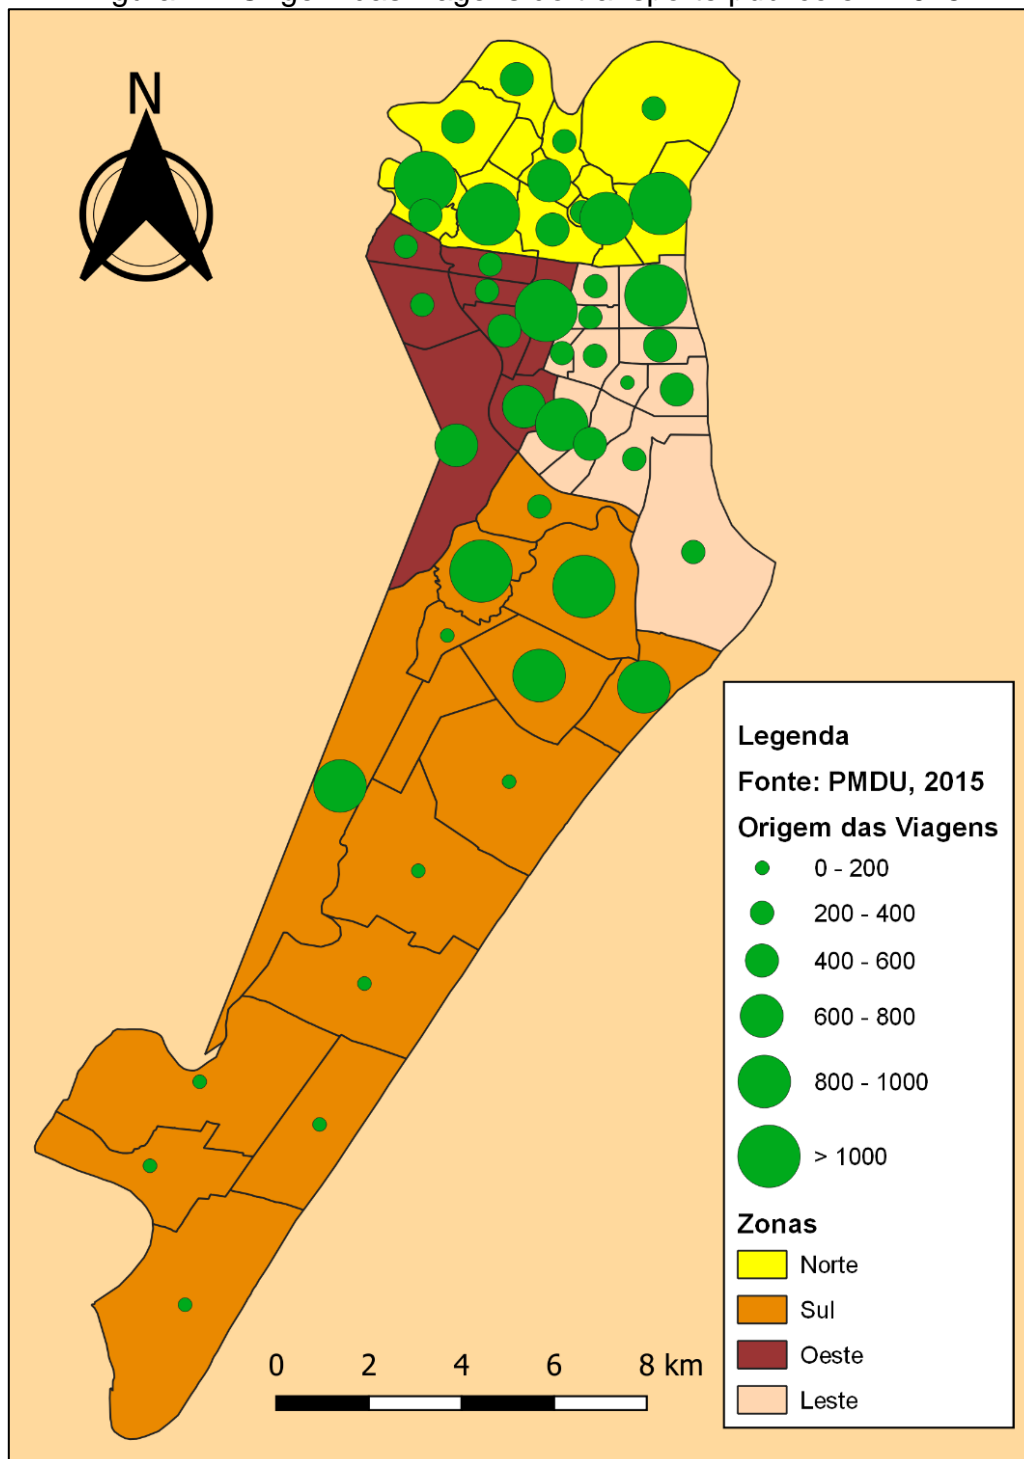 N
Legenda
Fonte: PMDU, 2015
Origem das Viagens
0 - 200
200 - 400
400 - 600
600 - 800
800 - 1000
> 1000
Zonas
Norte
Sul
Oeste
Leste
0 2 4 6 8 km